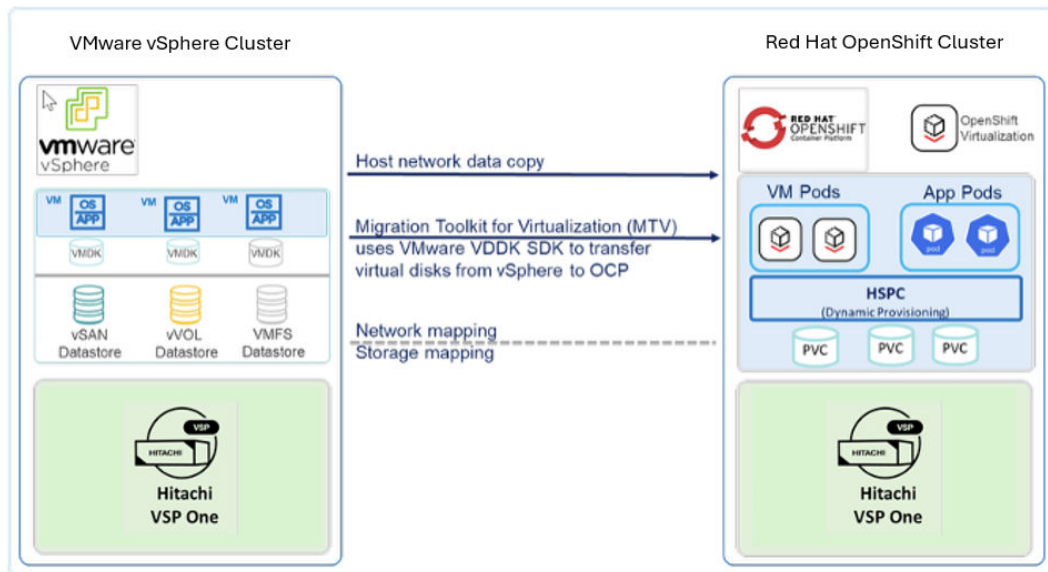 VMware vSphere Cluster
Red Hat OpenShift Cluster
vmware
vSphere
VM
OS
APP
VM
OS
APP
VM
OS
APP
VMDK
VMDK
VMDK
vSAN
Datastore
vVOL
Datastore
VMFS
Datastore
VSP
HITACHI
Hitachi
VSP One
Host network data copy
Migration Toolkit for Virtualization (MTV)
uses VMware VDDK SDK to transfer
virtual disks from vSphere to OCP
Network mapping
Storage mapping
RED HAT
OPENSHIFT
Container Platform
OpenShift
Virtualization
VM Pods
App Pods
pod
pod
HSPC
(Dynamic Provisioning)
PVC
PVC
PVC
VSP
HITACHI
Hitachi
VSP One